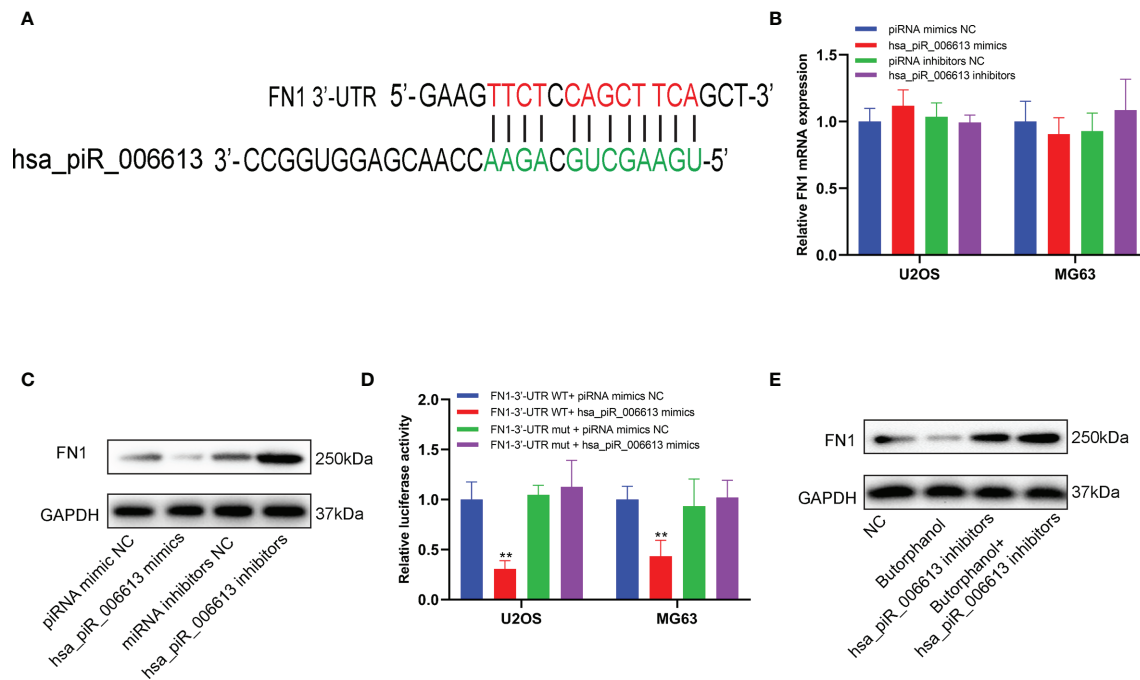 A
FN1 3'-UTR 5'-GAAGTTCTCCAGCTTCAGCT-3'
hsa_piR_006613 3'-CCGGUGGAGCAACCAAGACGUCGAAGU-5'
B
piRNA mimics NC
hsa_piR_006613 mimics
piRNA inhibitors NC
hsa_piR_006613 inhibitors
Relative FN1 mRNA expression
1.5
1.0
0.5
0.0
U2OS MG63
C
FN1 250kDa
GAPDH 37kDa
piRNA mimic NC
hsa_piR_006613 mimics
miRNA inhibitors NC
hsa_piR_006613 inhibitors
D
FN1-3'-UTR WT+ piRNA mimics NC
FN1-3'-UTR WT+ hsa_piR_006613 mimics
FN1-3'-UTR mut + piRNA mimics NC
FN1-3'-UTR mut + hsa_piR_006613 mimics
Relative luciferase activity
2.0
1.5
1.0
0.5
0.0
** **
U2OS MG63
E
FN1 250kDa
GAPDH 37kDa
NC
Butorphanol
hsa_piR_006613 inhibitors
Butorphanol+
hsa_piR_006613 inhibitors